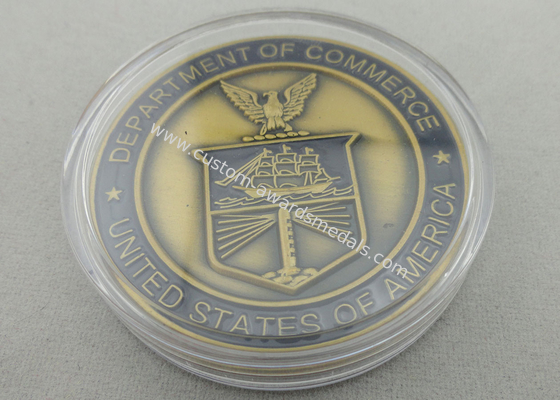 DEPARTMENT OF COMMERCE
UNITED STATES OF AMERICA
www.custom-awardsmedals.com